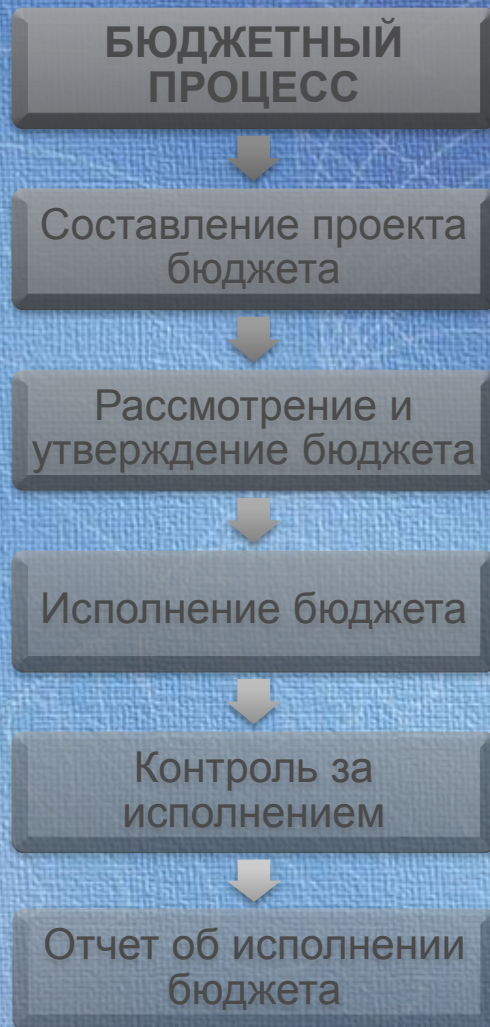 БЮДЖЕТНЫЙ
ПРОЦЕСС
Составление проекта
бюджета
Рассмотрение и
утверждение бюджета
Исполнение бюджета
Контроль за
исполнением
Отчет об исполнении
бюджета